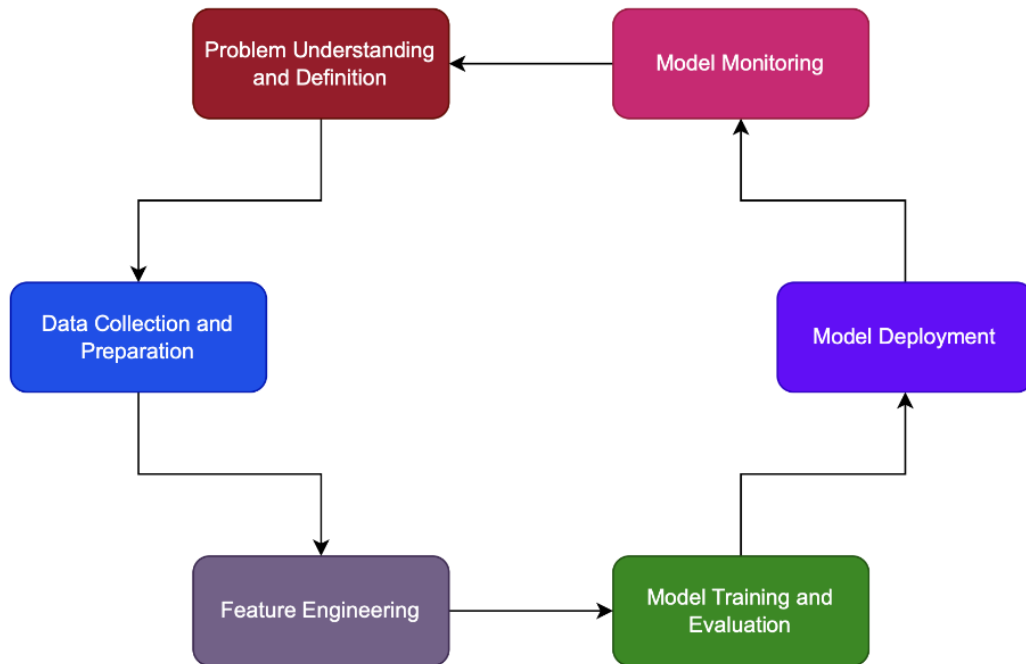 Problem Understanding
and Definition
Model Monitoring
Data Collection and
Preparation
Model Deployment
Feature Engineering
Model Training and
Evaluation